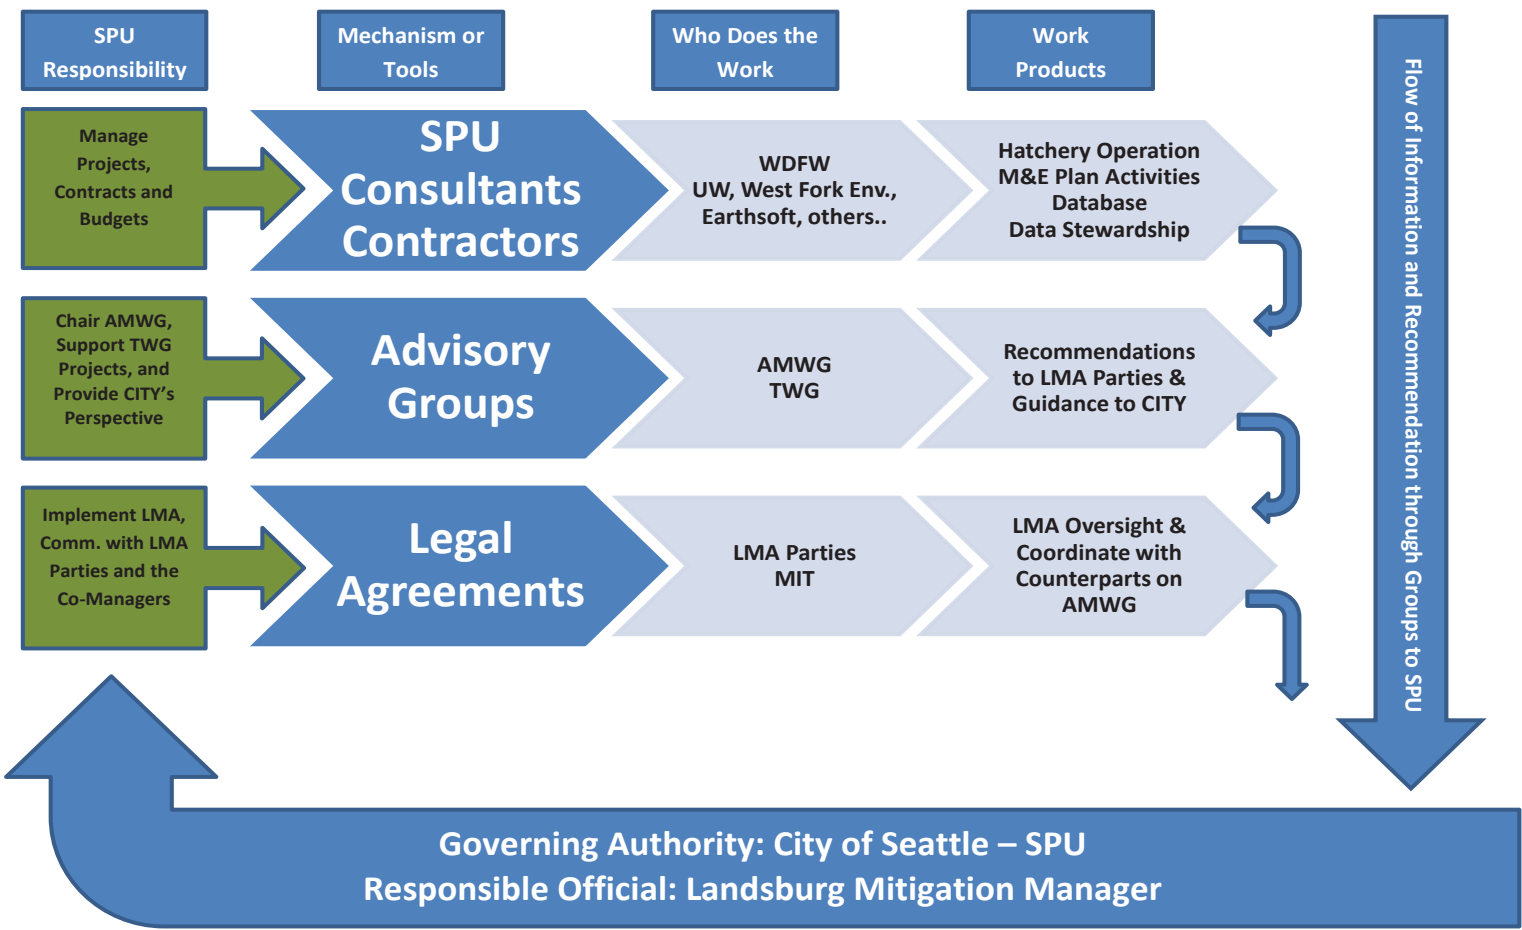 SPU
Responsibility
Mechanism or
Tools
Who Does the
Work
Work
Products
Manage
Projects,
Contracts and
Budgets
SPU
Consultants
Contractors
WDFW
UW, West Fork Env.,
Earthsoft, others..
Hatchery Operation
M&E Plan Activities
Database
Data Stewardship
Chair AMWG,
Support TWG
Projects, and
Provide CITY’s
Perspective
Advisory
Groups
AMWG
TWG
Recommendations
to LMA Parties &
Guidance to CITY
Implement LMA,
Comm. with LMA
Parties and the
Co-Managers
Legal
Agreements
LMA Parties
MIT
LMA Oversight &
Coordinate with
Counterparts on
AMWG
Flow of Information and Recommendation through Groups to SPU
Governing Authority: City of Seattle – SPU
Responsible Official: Landsburg Mitigation Manager